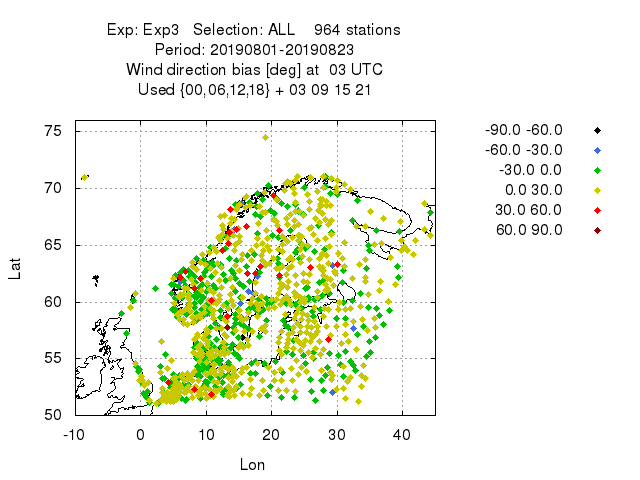 Exp: Exp3 Selection: ALL 964 stations
Period: 20190801-20190823
Wind direction bias [deg] at 03 UTC
Used {00,06,12,18} + 03 09 15 21
-90.0 -60.0
-60.0 -30.0
-30.0 0.0
0.0 30.0
30.0 60.0
60.0 90.0
75
70
65
60
55
50
Lat
-10 0 10 20 30 40
Lon